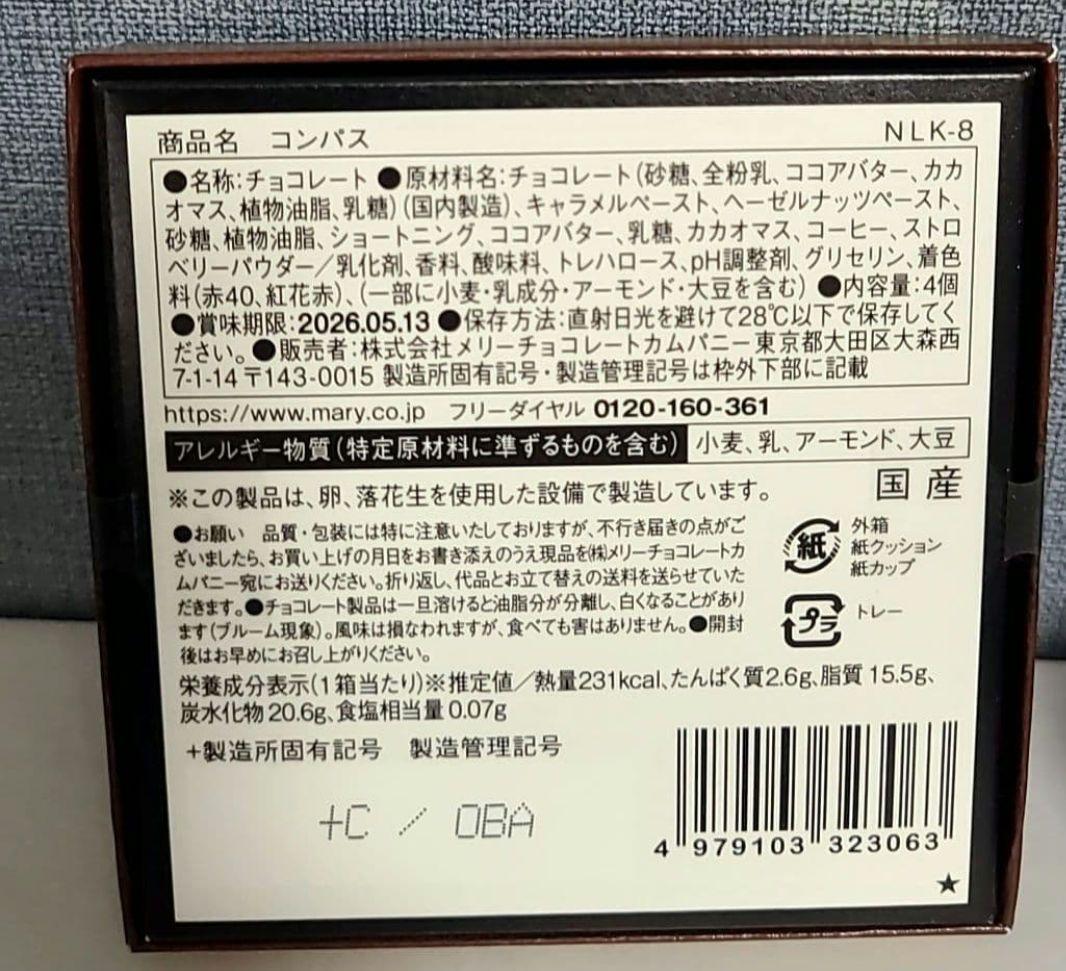 商品名　コンパス　NLK-8
●名称:チョコレート ●原材料名:チョコレート(砂糖、全粉乳、ココアバター、カカ
オマス、植物油脂、乳糖)(国内製造)、キャラメルペースト、ヘーゼルナッツペースト、
砂糖、植物油脂、ショートニング、ココアバター、乳糖、カカオマス、コーヒー、ストロ
ベリーパウダー／乳化剤、香料、酸味料、トレハロース、pH調整剤、グリセリン、着色
料(赤40、紅花赤)、(一部に小麦・乳成分・アーモンド・大豆を含む) ●内容量:4個
●賞味期限:2026.05.13 ●保存方法:直射日光を避けて28℃以下で保存してく
ださい。●販売者:株式会社メリーチョコレートカムパニー 東京都大田区大森西
7-1-14 〒143-0015 製造所固有記号・製造管理記号は枠外下部に記載
https://www.mary.co.jp　フリーダイヤル 0120-160-361
アレルギー物質(特定原材料に準ずるものを含む) 小麦、乳、アーモンド、大豆
※この製品は、卵、落花生を使用した設備で製造しています。
国産
●お願い　品質・包装には特に注意いたしておりますが、不行き届きの点がご
ざいましたら、お買い上げの月日をお書き添えのうえ現品を㈱メリーチョコレートカ
ムパニー宛にお送りください。折り返し、代品とお立て替えの送料を送らせていた
だきます。●チョコレート製品は一旦溶けると油脂分が分離し、白くなることがあり
ます(ブルーム現象)。風味は損なわれますが、食べても害はありません。●開封
後はお早めにお召し上がりください。
紙
外箱
紙クッション
紙カップ
プラ
トレー
栄養成分表示(1箱当たり)※推定値／熱量231kcal、たんぱく質2.6g、脂質15.5g、
炭水化物20.6g、食塩相当量0.07g
+製造所固有記号　製造管理記号
+C / OBA
4 979103 323063
★